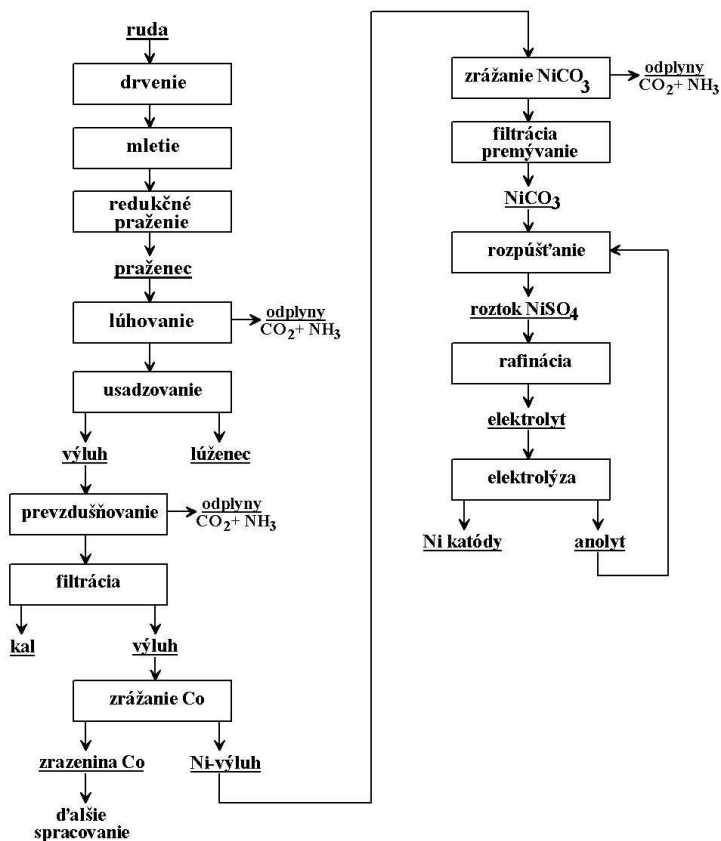 ruda
drvenie
mletie
redukčné
praženie
praženec
lúhovanie
odplyny
CO₂+ NH₃
usadzovanie
výluh
lúženec
prevzdušňovanie
odplyny
CO₂+ NH₃
filtrácia
kal
výluh
zrážanie Co
zrazenina Co
Ni-výluh
ďalšie
spracovanie
zrážanie NiCO₃
odplyny
CO₂+ NH₃
filtrácia
premývanie
NiCO₃
rozpúšťanie
roztok NiSO₄
rafinácia
elektrolyt
elektrolýza
Ni katódy
anolyt